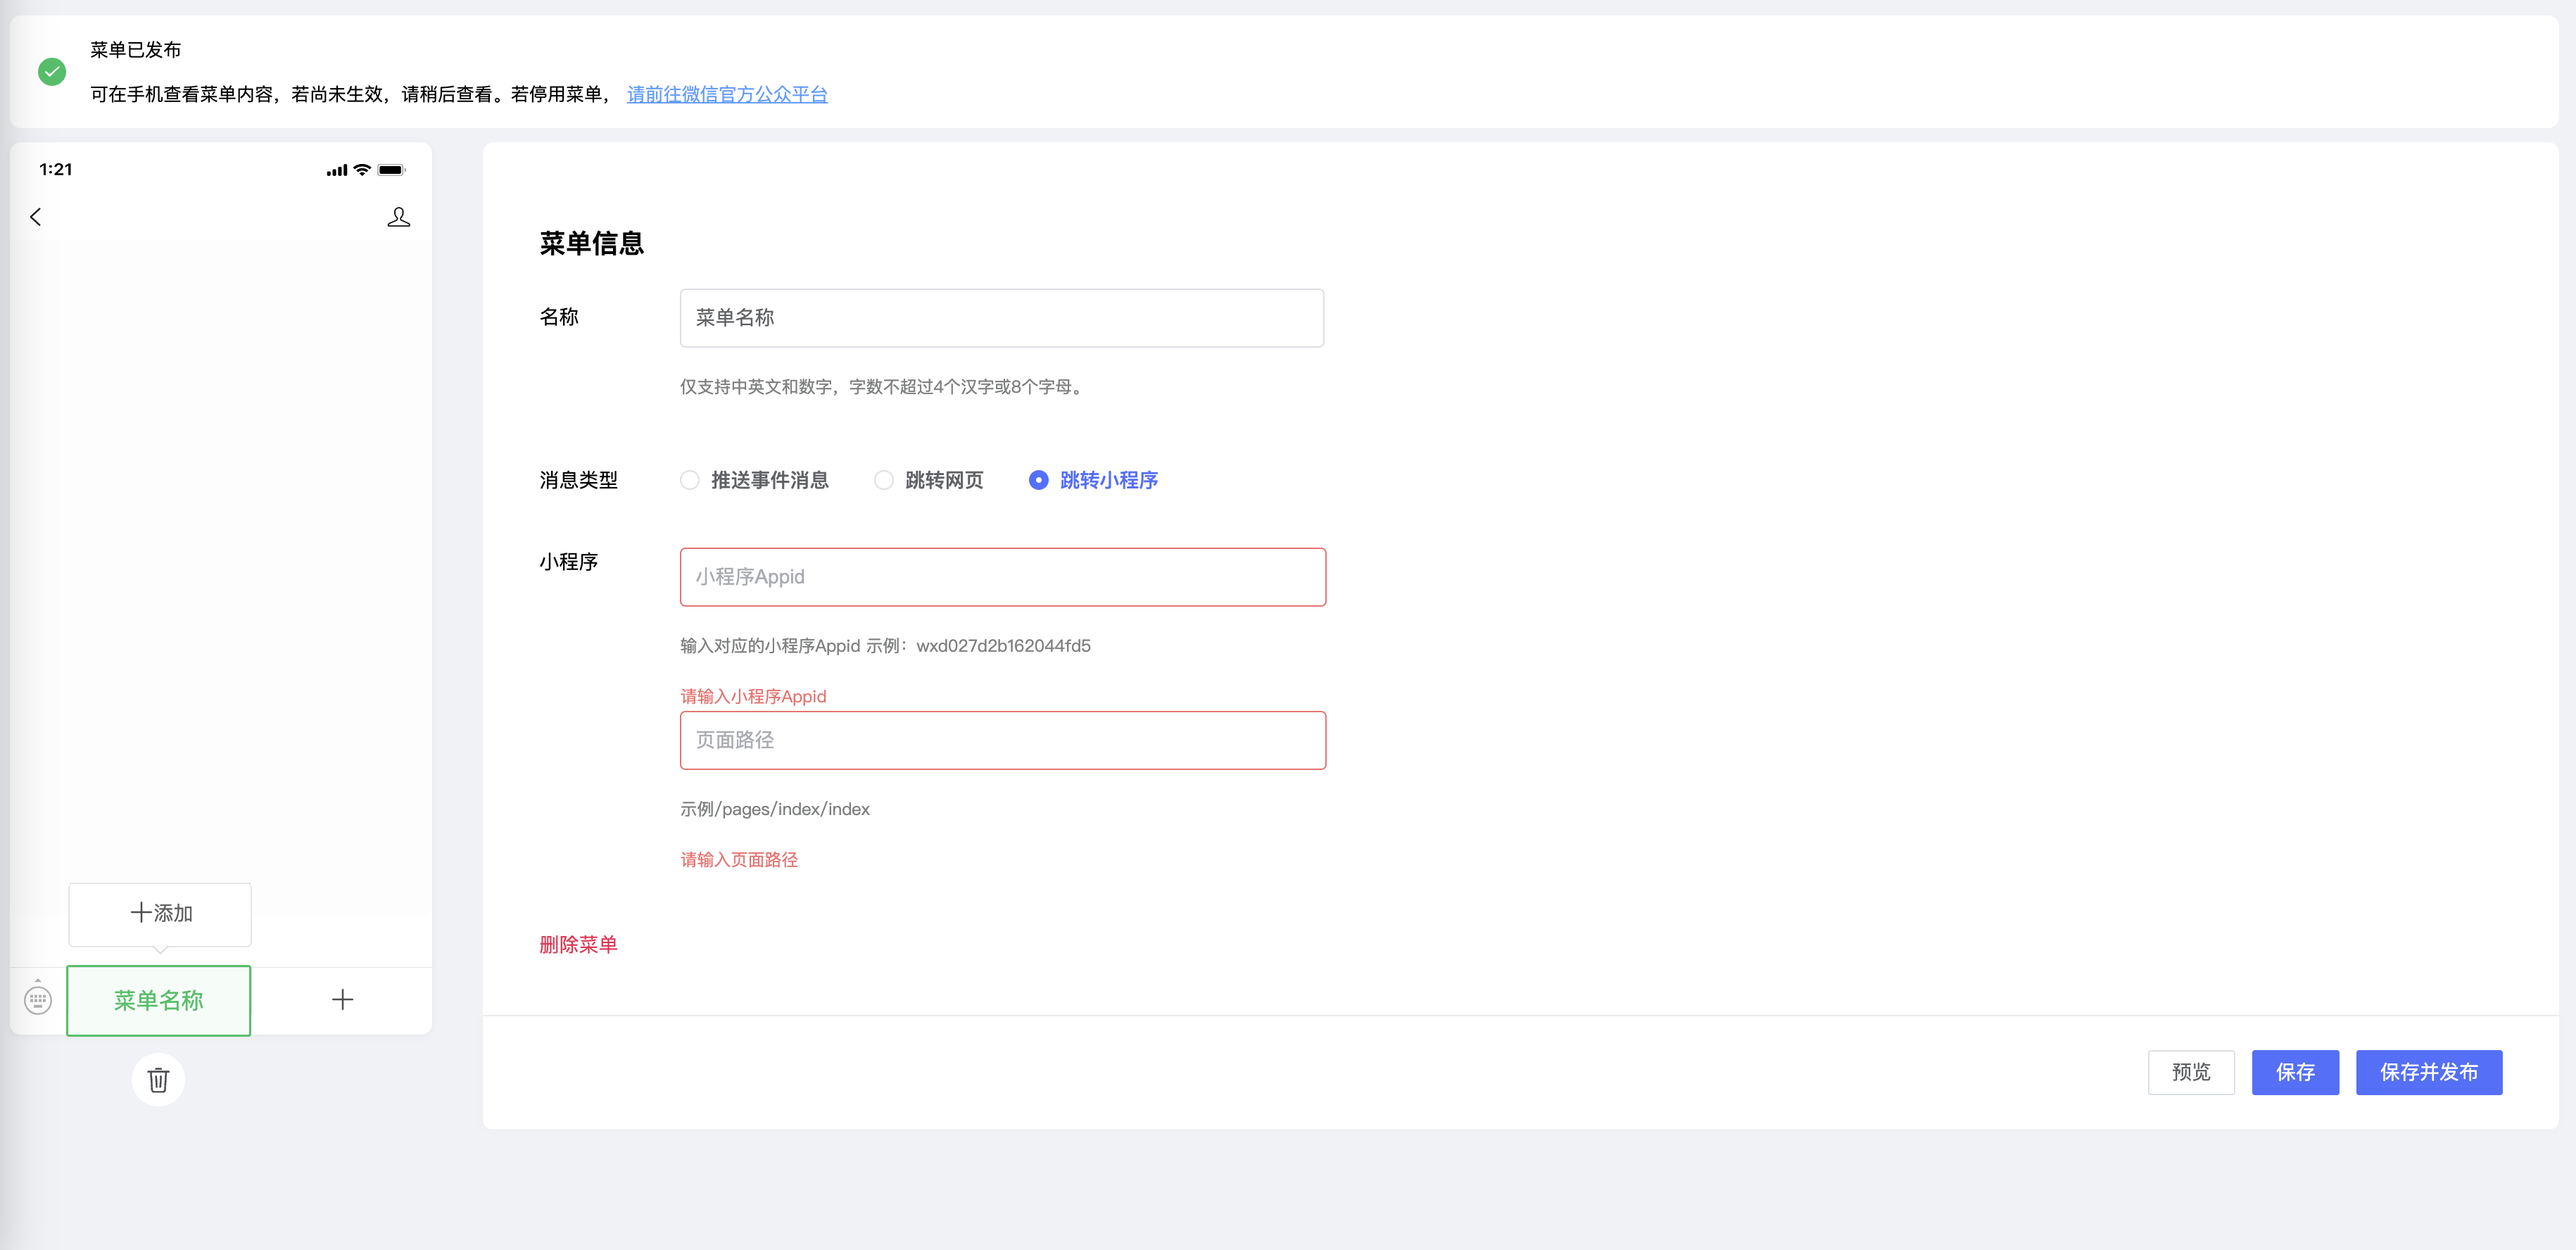 菜单已发布
可在手机查看菜单内容，若尚未生效，请稍后查看。若停用菜单， 请前往微信官方公众平台
1:21
添加
菜单名称
菜单信息
名称
菜单名称
仅支持中英文和数字，字数不超过4个汉字或8个字母。
消息类型 推送事件消息 跳转网页 跳转小程序
小程序
小程序Appid
输入对应的小程序Appid 示例：wxd027d2b162044fd5
请输入小程序Appid
页面路径
示例/pages/index/index
请输入页面路径
删除菜单
预览 保存 保存并发布